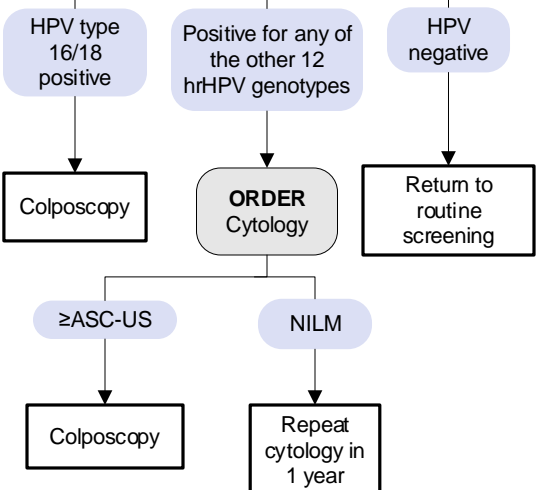 HPV type
16/18
positive
Positive for any of
the other 12
hrHPV genotypes
HPV
negative
Colposcopy
ORDER
Cytology
Return to
routine
screening
≥ASC-US
NILM
Colposcopy
Repeat
cytology in
1 year